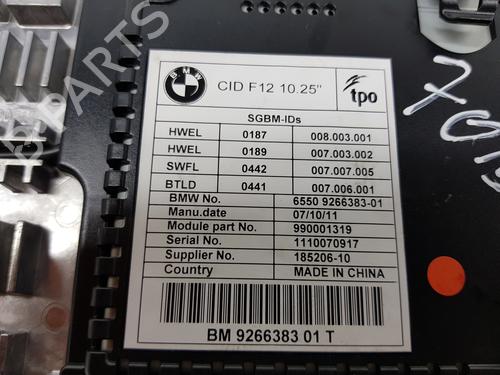 BMW
CID F12 10.25"
tpo
SGBM-IDs
HWEL 0187 008.003.001
HWEL 0189 007.003.002
SWFL 0442 007.007.005
BTLD 0441 007.006.001
BMW No. 6550 9266383-01
Manu.date 07/10/11
Module part No. 990001319
Serial No. 1110070917
Supplier No. 185206-10
Country MADE IN CHINA
BM 9266383 01 T
PARTS